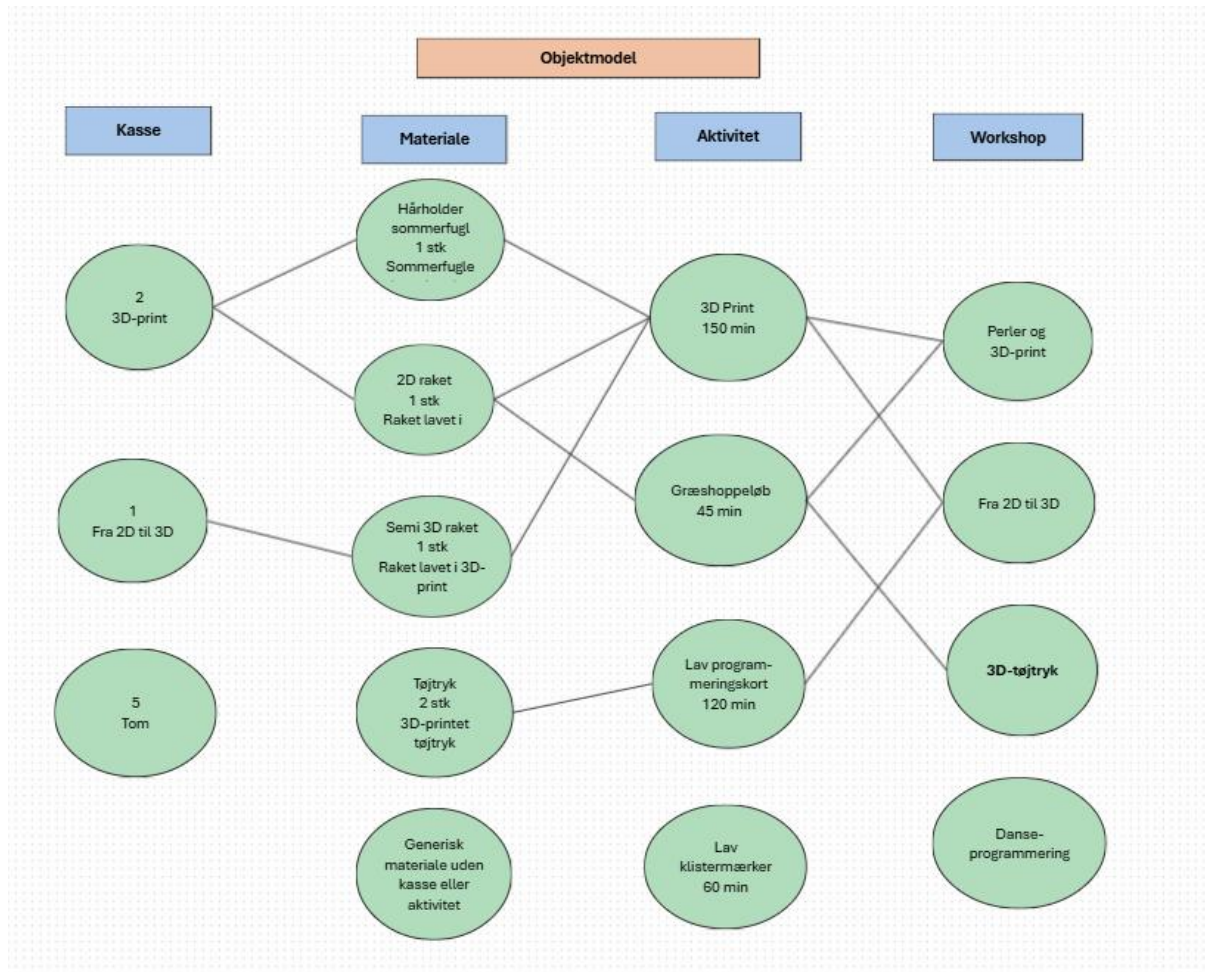 Objektmodel
Kasse
Materiale
Aktivitet
Workshop
Hårholder
sommerfugl
1 stk
Sommerfugle
2
3D-print
3D Print
150 min
Perler og
3D-print
2D raket
1 stk
Raket lavet i
1
Fra 2D til 3D
Semi 3D raket
1 stk
Raket lavet i 3D-
print
Græshoppeløb
45 min
Fra 2D til 3D
5
Tom
Tøjtryk
2 stk
3D-printet
tøjtryk
Lav program-
meringskort
120 min
3D-tøjtryk
Generisk
materiale uden
kasse eller
aktivitet
Lav
klistermærker
60 min
Danse-
programmering